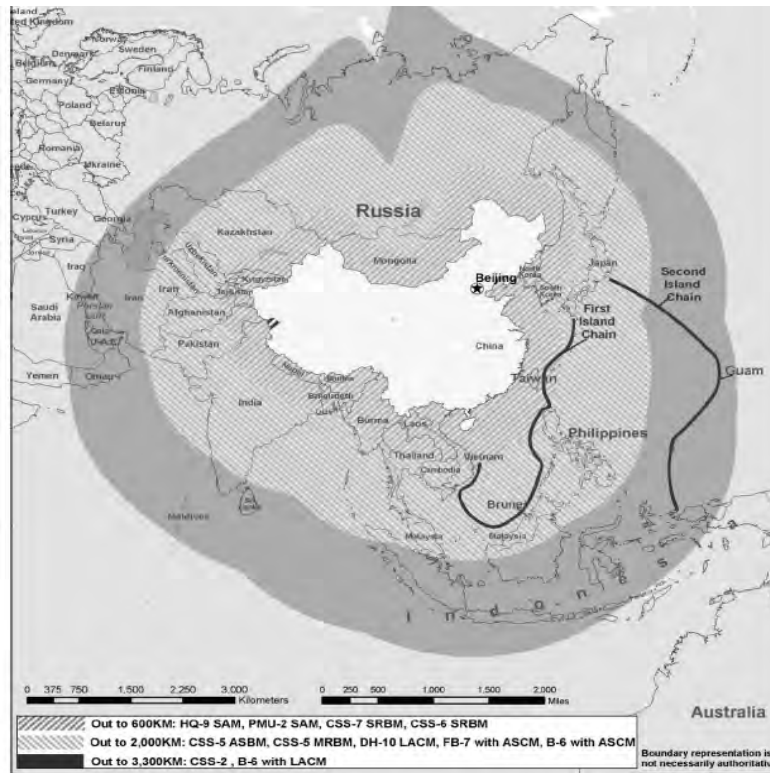 United Kingdom
Norway
Sweden
Denmark
Finland
Belgium
Estonia
Germany
Poland
Belarus
Romania
Ukraine
Turkey
Georgia
Cyprus
Syria
Iraq
Kuwait
Iran
Persian
Gulf
Saudi
Arabia
U.A.E.
Yemen
Oman
Russia
Kazakhstan
Uzbekistan
Turkmenistan
Kyrgyzstan
Tajikistan
Iran
Afghanistan
Pakistan
Mongolia
Beijing
North
Korea
South
Korea
Japan
First
Island
Chain
Second
Island
Chain
China
Taiwan
Guam
Nepal
Bhutan
Bangladesh
India
Burma
Laos
Thailand
Vietnam
Cambodia
Philippines
Brunei
Sri
Lanka
Maldives
Malaysia
Malaysia
Indonesia
Australia
0 375 750 1,500 2,250 3,000
Kilometers
0 250 500 1,000 1,500 2,000
Miles
Out to 600KM: HQ-9 SAM, PMU-2 SAM, CSS-7 SRBM, CSS-6 SRBM
Out to 2,000KM: CSS-5 ASBM, CSS-5 MRBM, DH-10 LACM, FB-7 with ASCM, B-6 with ASCM
Out to 3,300KM: CSS-2 , B-6 with LACM
Boundary representation is
not necessarily authoritativ